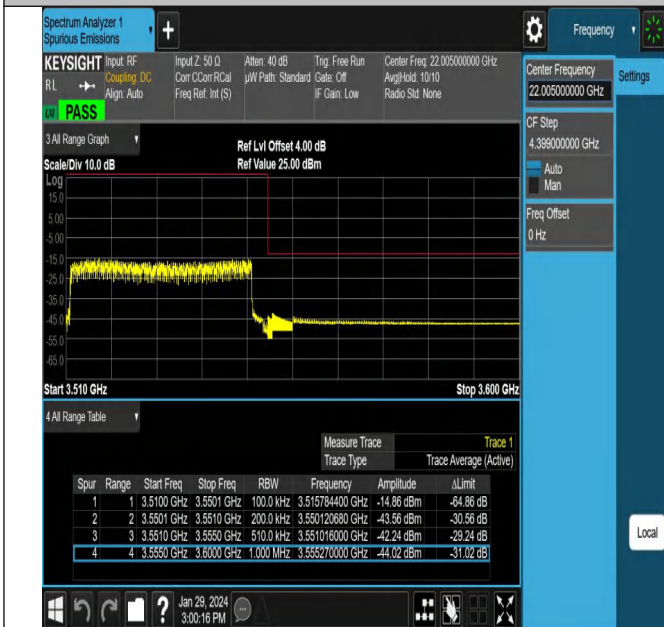 Spectrum Analyzer 1
Spurious Emissions
+
Frequency
KEYSIGHT
RL
Input: RF
Coupling: DC
Align: Auto
Input Z: 50 Ω
Corr CCorr RCal
Freq Ref: Int (S)
Atten: 40 dB
µW Path: Standard
Trig: Free Run
Gate: Off
IF Gain: Low
Center Freq: 22.005000000 GHz
Avg|Hold: 10/10
Radio Std: None
LXI
PASS
Center Frequency
22.005000000 GHz
Settings
CF Step
4.399000000 GHz
Auto
Man
Freq Offset
0 Hz
3 All Range Graph
Scale/Div 10.0 dB
Ref Lvl Offset 4.00 dB
Ref Value 25.00 dBm
Log
15.0
5.00
-5.00
-15.0
-25.0
-35.0
-45.0
-55.0
-65.0
Start 3.510 GHz
Stop 3.600 GHz
4 All Range Table
Measure Trace Trace 1
Trace Type Trace Average (Active)
Spur Range Start Freq Stop Freq RBW Frequency Amplitude ΔLimit
1 1 3.5100 GHz 3.5501 GHz 100.0 kHz 3.515784400 GHz -14.86 dBm -64.86 dB
2 2 3.5501 GHz 3.5510 GHz 200.0 kHz 3.550120680 GHz -43.56 dBm -30.56 dB
3 3 3.5510 GHz 3.5550 GHz 510.0 kHz 3.551016000 GHz -42.24 dBm -29.24 dB
4 4 3.5550 GHz 3.6000 GHz 1.000 MHz 3.555270000 GHz -44.02 dBm -31.02 dB
Local
?
Jan 29, 2024
3:00:16 PM